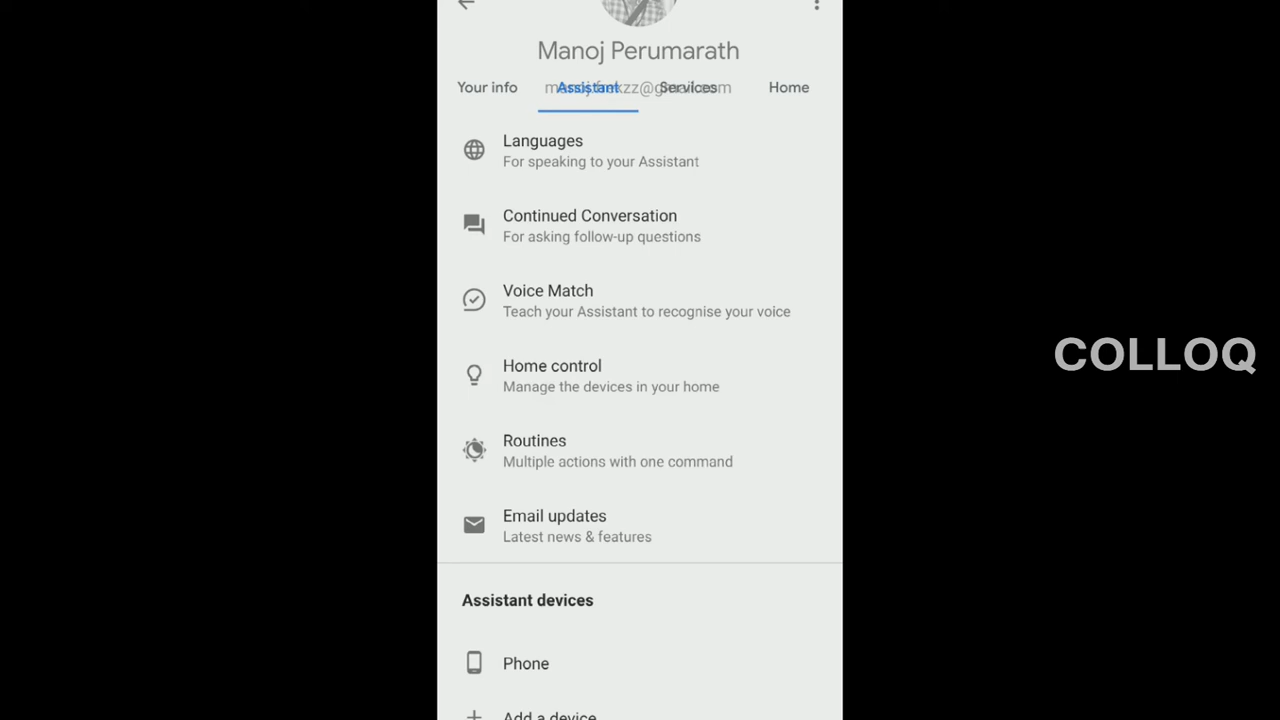 Manoj Perumarath
Your info
Assistant
Services
Home
Languages
For speaking to your Assistant
Continued Conversation
For asking follow-up questions
Voice Match
Teach your Assistant to recognise your voice
Home control
Manage the devices in your home
Routines
Multiple actions with one command
Email updates
Latest news & features
Assistant devices
Phone
Add a device
COLLOQ